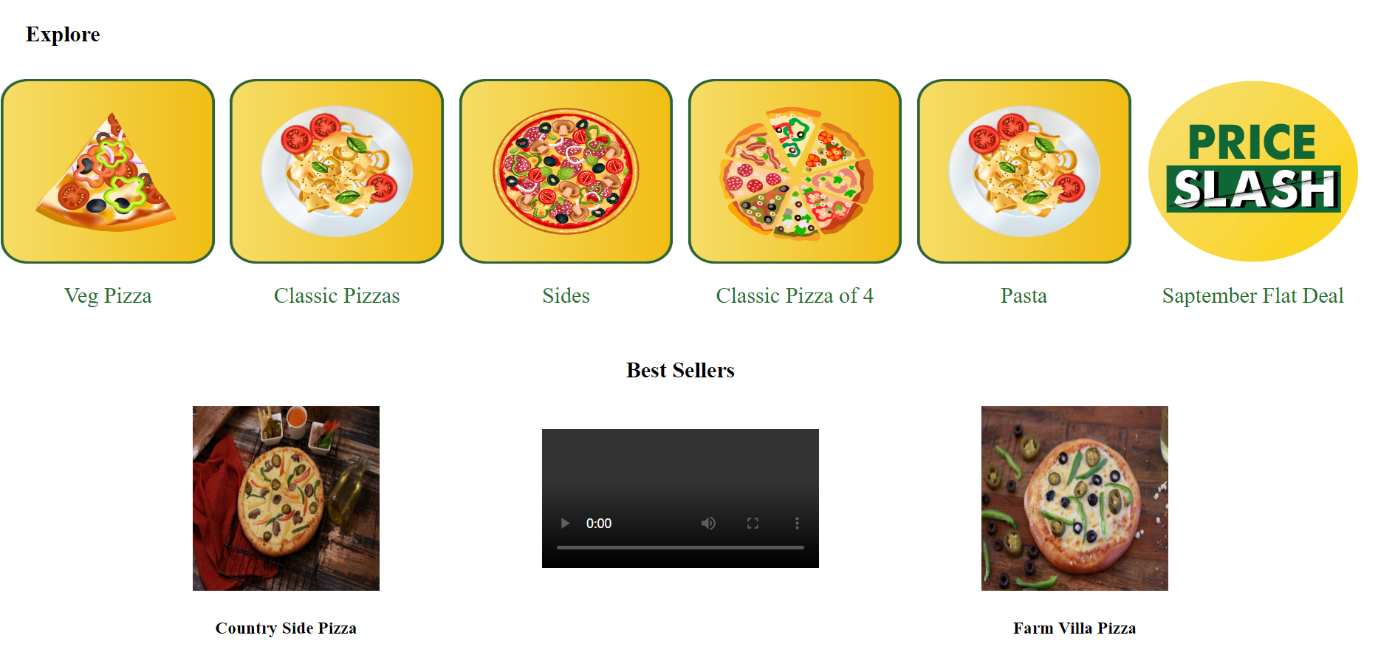 Explore
PRICE
SLASH
Veg Pizza
Classic Pizzas
Sides
Classic Pizza of 4
Pasta
Saptember Flat Deal
Best Sellers
0:00
Country Side Pizza
Farm Villa Pizza